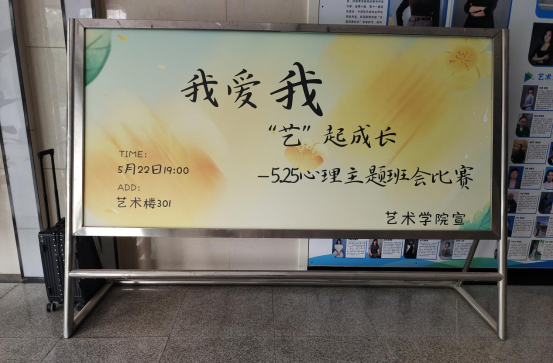 我爱我
“艺”起成长
—5.25心理主题班会比赛
TIME:
5月22日19:00
ADD:
艺术楼301
艺术学院宣
艺术